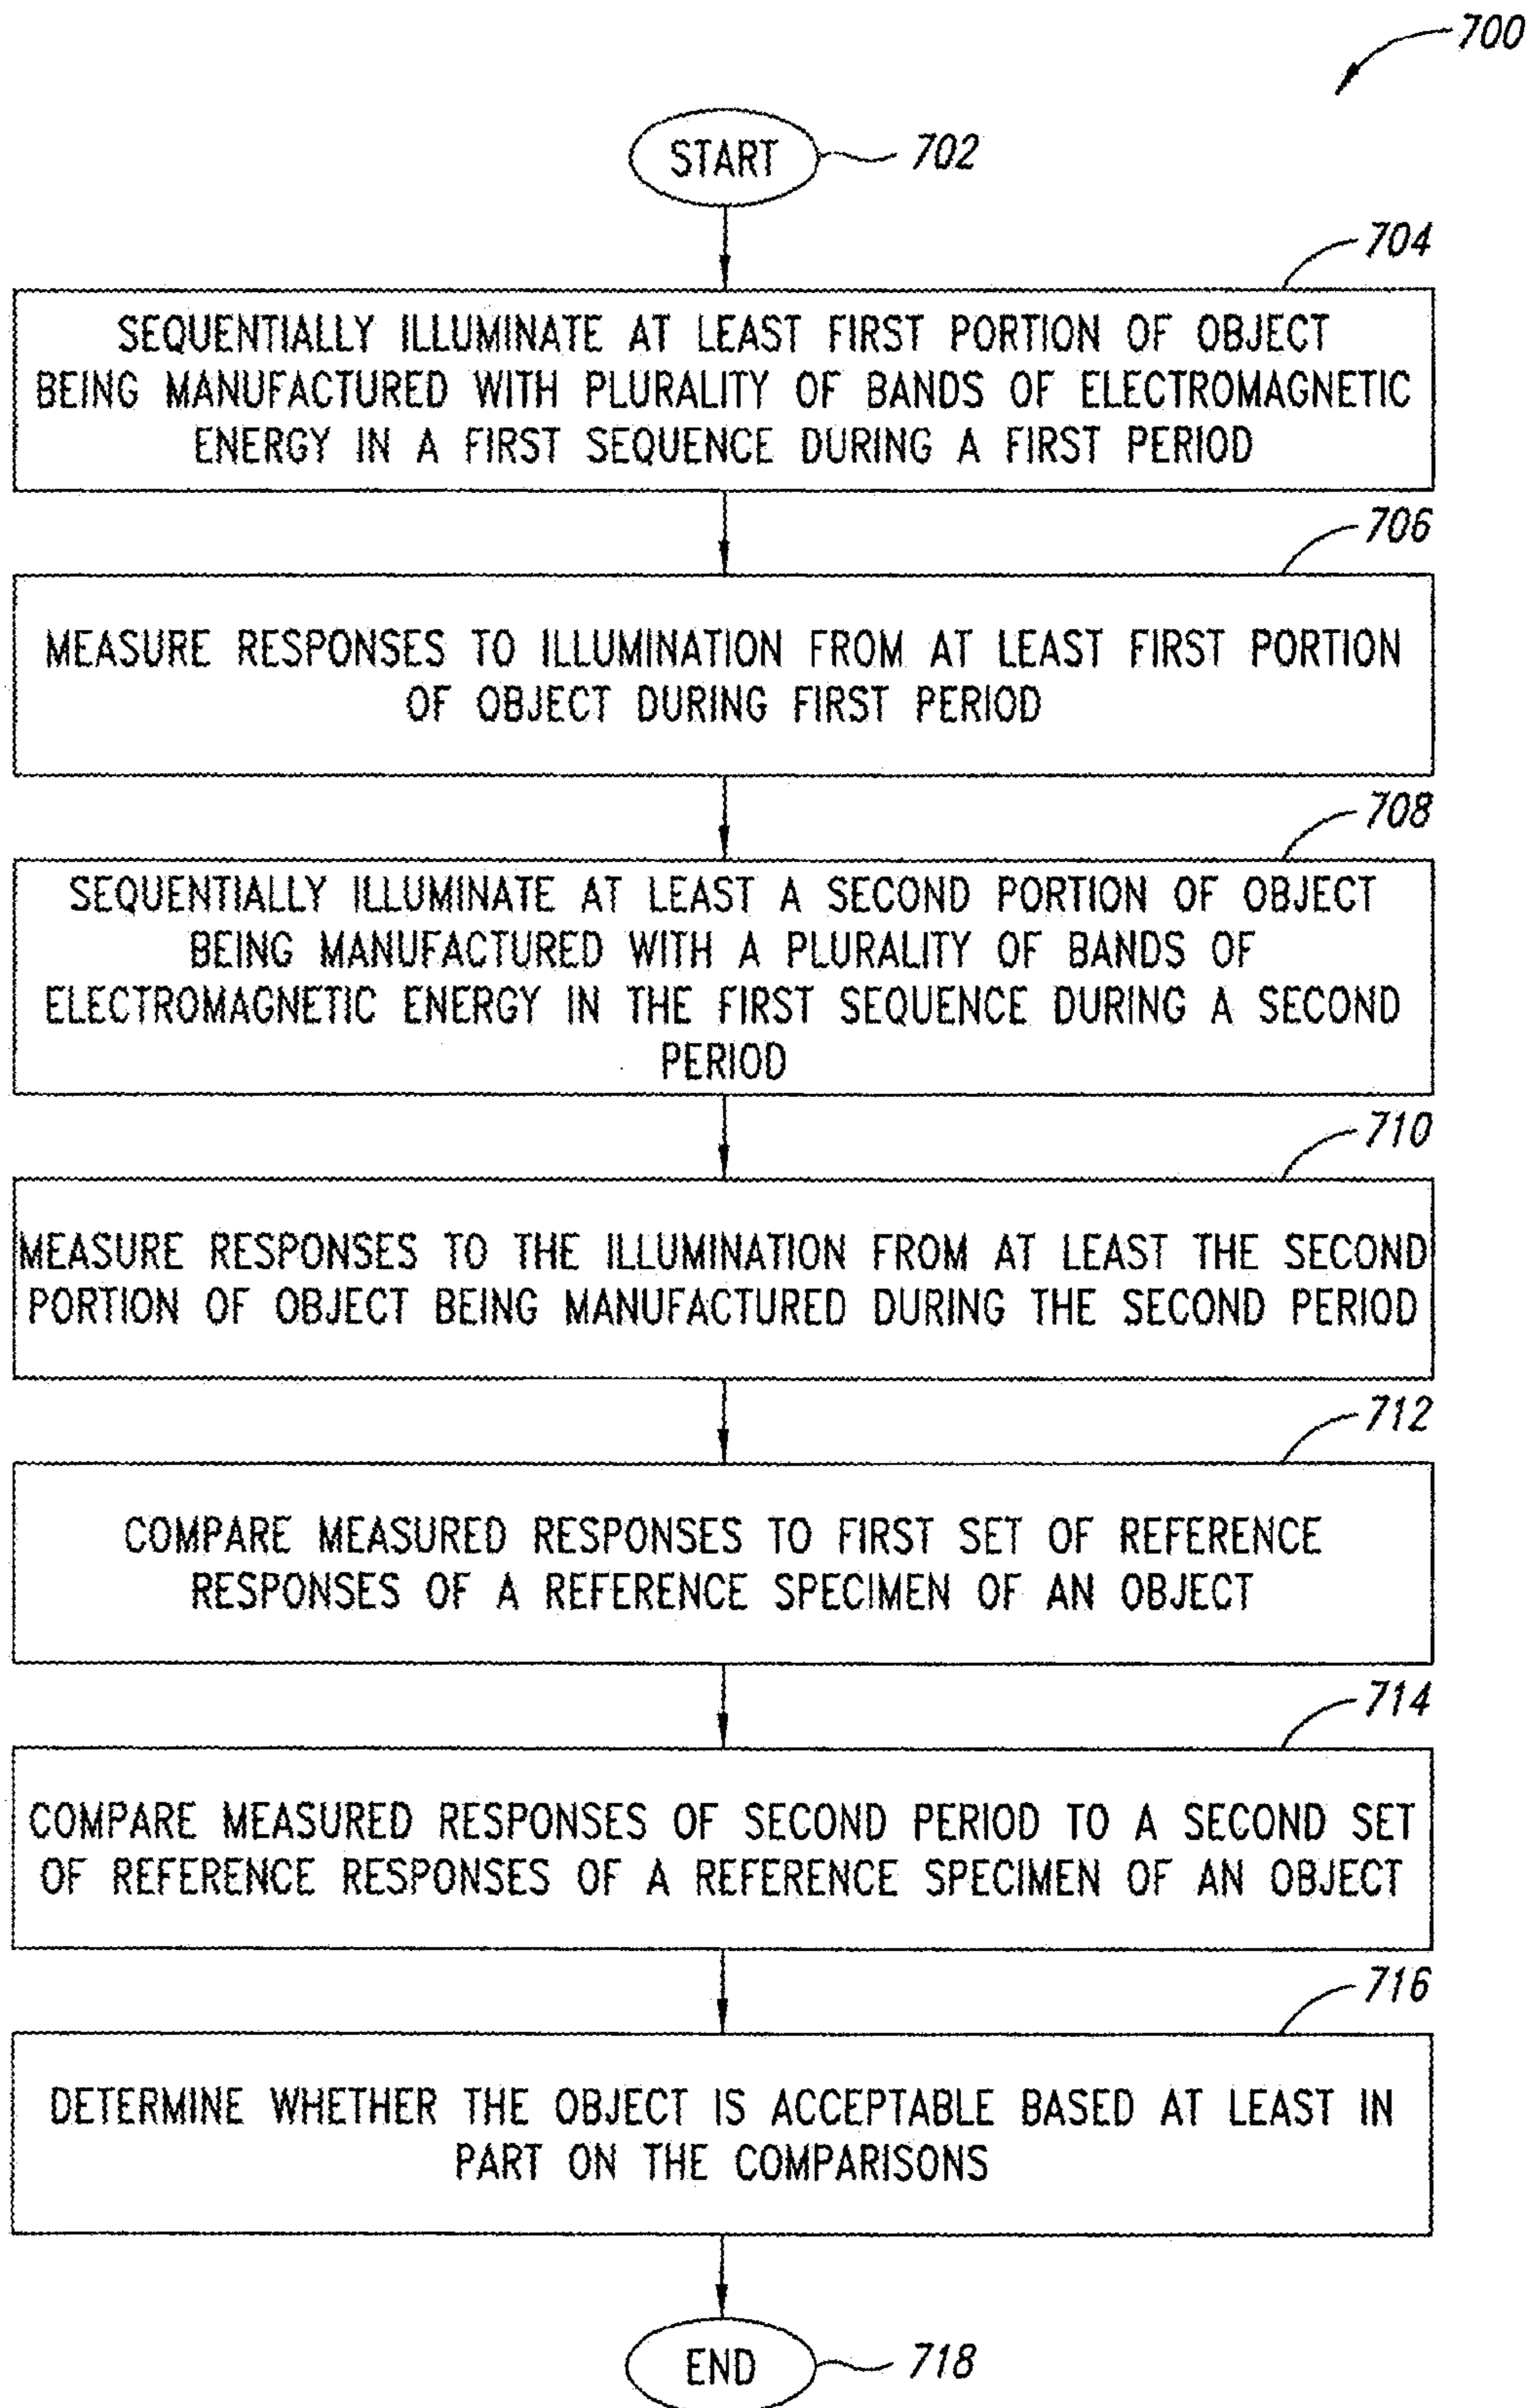 700
START
702
704
SEQUENTIALLY ILLUMINATE AT LEAST FIRST PORTION OF OBJECT
BEING MANUFACTURED WITH PLURALITY OF BANDS OF ELECTROMAGNETIC
ENERGY IN A FIRST SEQUENCE DURING A FIRST PERIOD
706
MEASURE RESPONSES TO ILLUMINATION FROM AT LEAST FIRST PORTION
OF OBJECT DURING FIRST PERIOD
708
SEQUENTIALLY ILLUMINATE AT LEAST A SECOND PORTION OF OBJECT
BEING MANUFACTURED WITH A PLURALITY OF BANDS OF
ELECTROMAGNETIC ENERGY IN THE FIRST SEQUENCE DURING A SECOND
PERIOD
710
MEASURE RESPONSES TO THE ILLUMINATION FROM AT LEAST THE SECOND
PORTION OF OBJECT BEING MANUFACTURED DURING THE SECOND PERIOD
712
COMPARE MEASURED RESPONSES TO FIRST SET OF REFERENCE
RESPONSES OF A REFERENCE SPECIMEN OF AN OBJECT
714
COMPARE MEASURED RESPONSES OF SECOND PERIOD TO A SECOND SET
OF REFERENCE RESPONSES OF A REFERENCE SPECIMEN OF AN OBJECT
716
DETERMINE WHETHER THE OBJECT IS ACCEPTABLE BASED AT LEAST IN
PART ON THE COMPARISONS
END
718